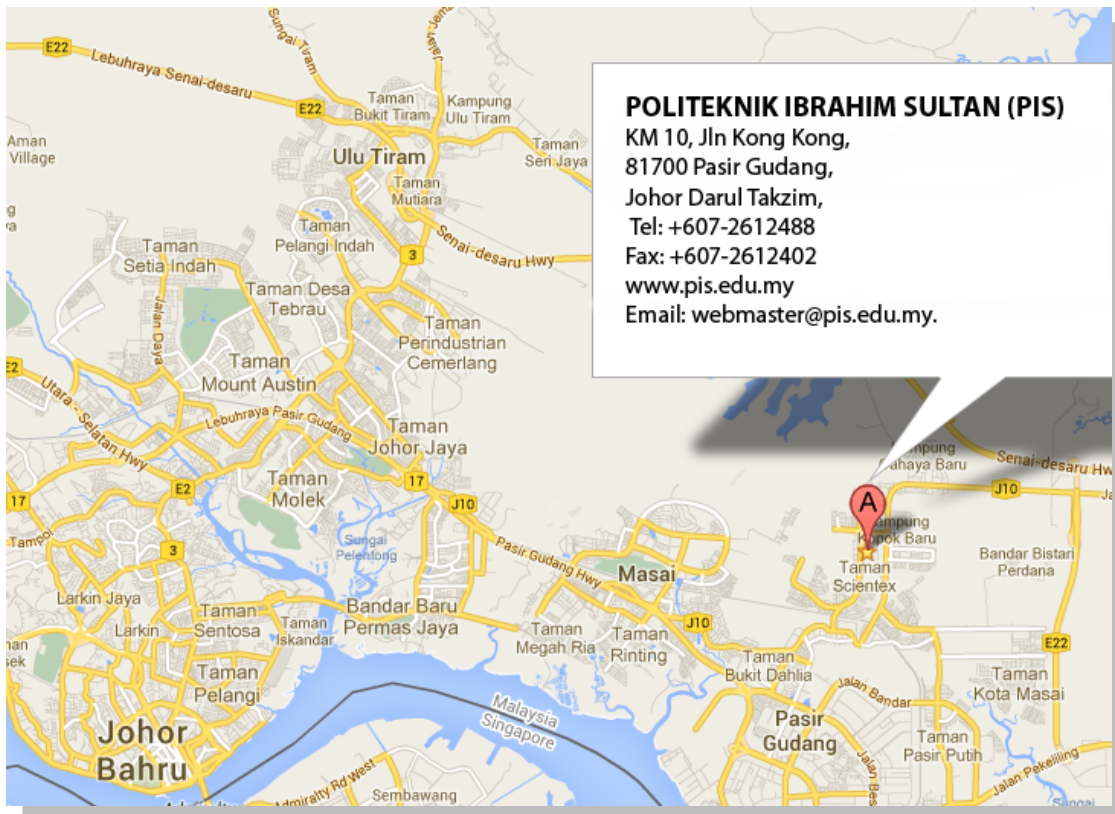 POLITEKNIK IBRAHIM SULTAN (PIS)
KM 10, Jln Kong Kong,
81700 Pasir Gudang,
Johor Darul Takzim,
Tel: +607-2612488
Fax: +607-2612402
www.pis.edu.my
Email: webmaster@pis.edu.my.
E22
Lebuhraya Senai-desaru
Sungai Tiram
E22
Taman
Bukit Tiram
Kampung
Ulu Tiram
Taman
Seri Jaya
Aman
Village
Ulu Tiram
Taman
Mutiara
Taman
Pelangi Indah
Senai-desaru Hwy
3
Taman
Setia Indah
Taman Desa
Tebrau
Jalan Daya
Taman
Perindustrian
Cemerlang
Taman
Mount Austin
Utara - Selatan Hwy
Lebuhraya Pasir Gudang
Taman
Johor Jaya
Senai-desaru Hw
Taman
Molek
17
J10
E2
17
J10
A
Tampoi
3
Sungai
Pelentong
Pasir Gudang Hwy
Masai
Kopok Baru
Taman
Scientex
Bandar Bistari
Perdana
Larkin Jaya
Larkin
Taman
Sentosa
Taman
Iskandar
Bandar Baru
Permas Jaya
Taman
Megah Ria
Taman
Rinting
J10
E22
Taman
Pelangi
Taman
Bukit Dahlia
Taman
Kota Masai
Jalan Bandar
Malaysia
Singapore
Johor
Bahru
Pasir
Gudang
Taman
Pasir Putih
Jalan Pekeliling
Admiralty Rd West
Sembawang